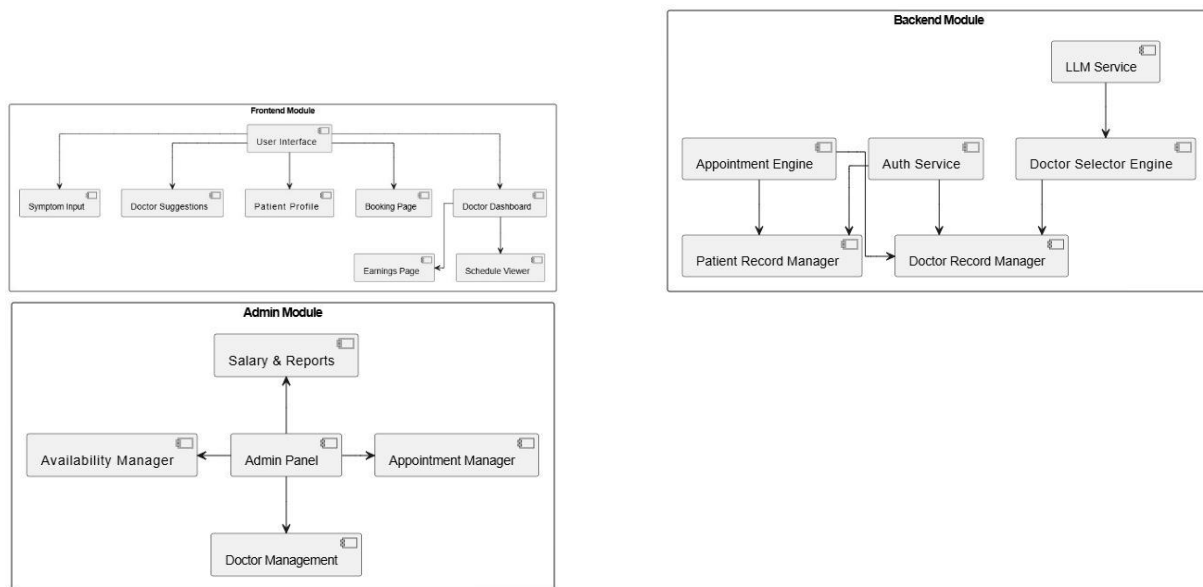 Backend Module
LLM Service
Appointment Engine
Auth Service
Doctor Selector Engine
Patient Record Manager
Doctor Record Manager
Frontend Module
User Interface
Symptom Input
Doctor Suggestions
Patient Profile
Booking Page
Doctor Dashboard
Earnings Page
Schedule Viewer
Admin Module
Salary & Reports
Availability Manager
Admin Panel
Appointment Manager
Doctor Management